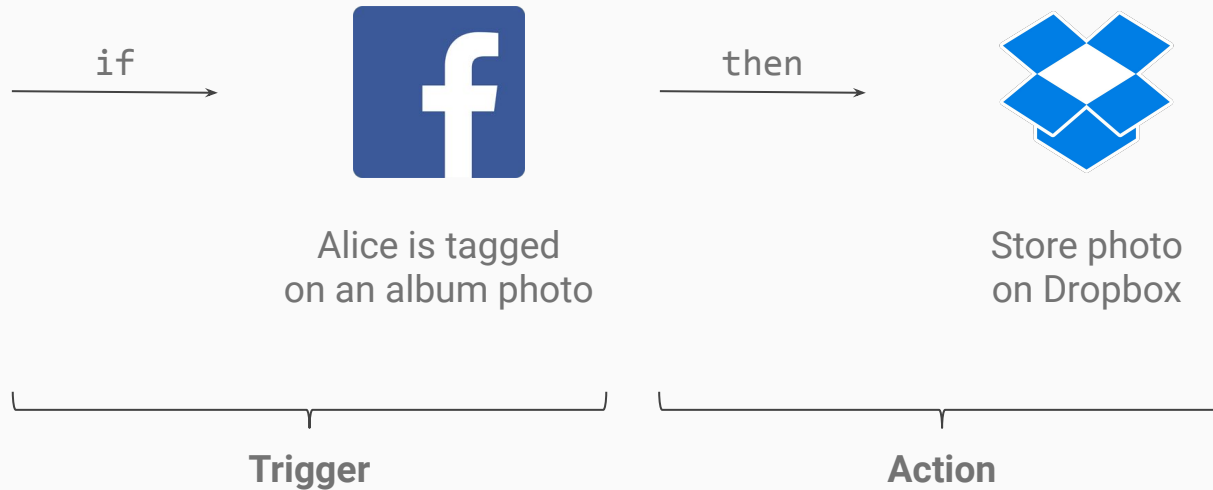 if
then
Alice is tagged
on an album photo
Store photo
on Dropbox
Trigger
Action